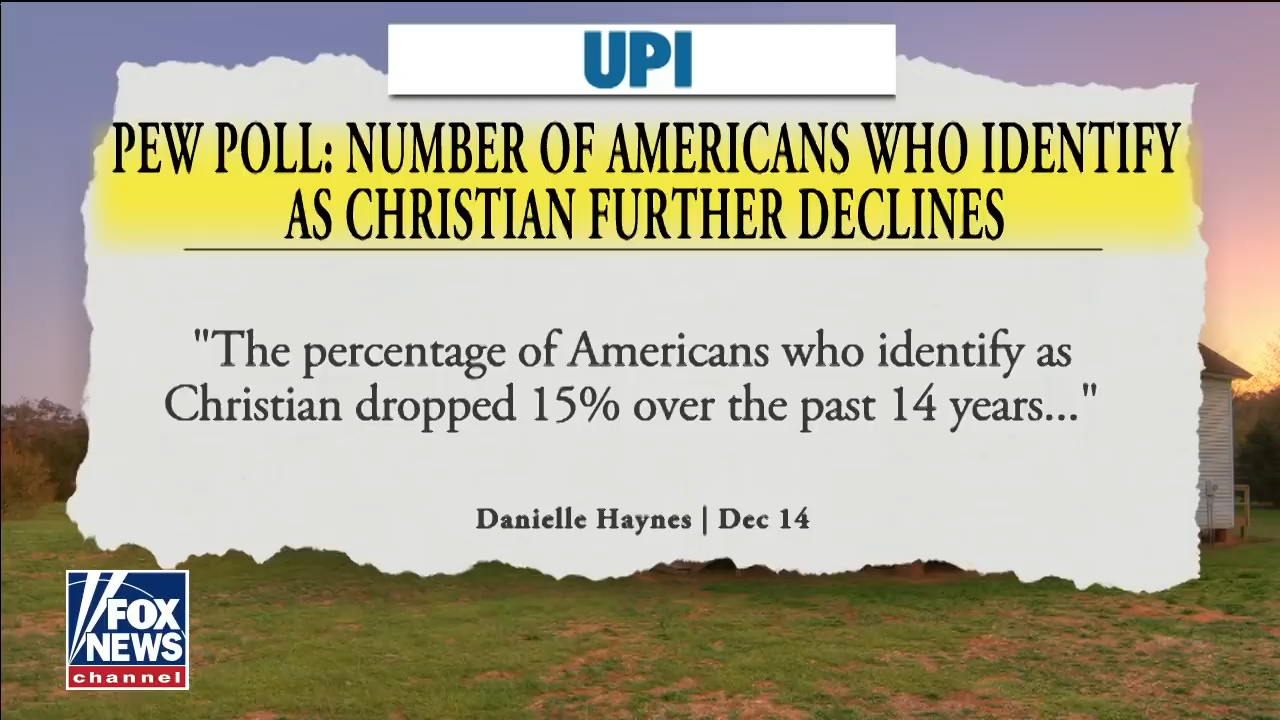 UPI
PEW POLL: NUMBER OF AMERICANS WHO IDENTIFY
AS CHRISTIAN FURTHER DECLINES
"The percentage of Americans who identify as
Christian dropped 15% over the past 14 years..."
Danielle Haynes | Dec 14
FOX
NEWS
channel